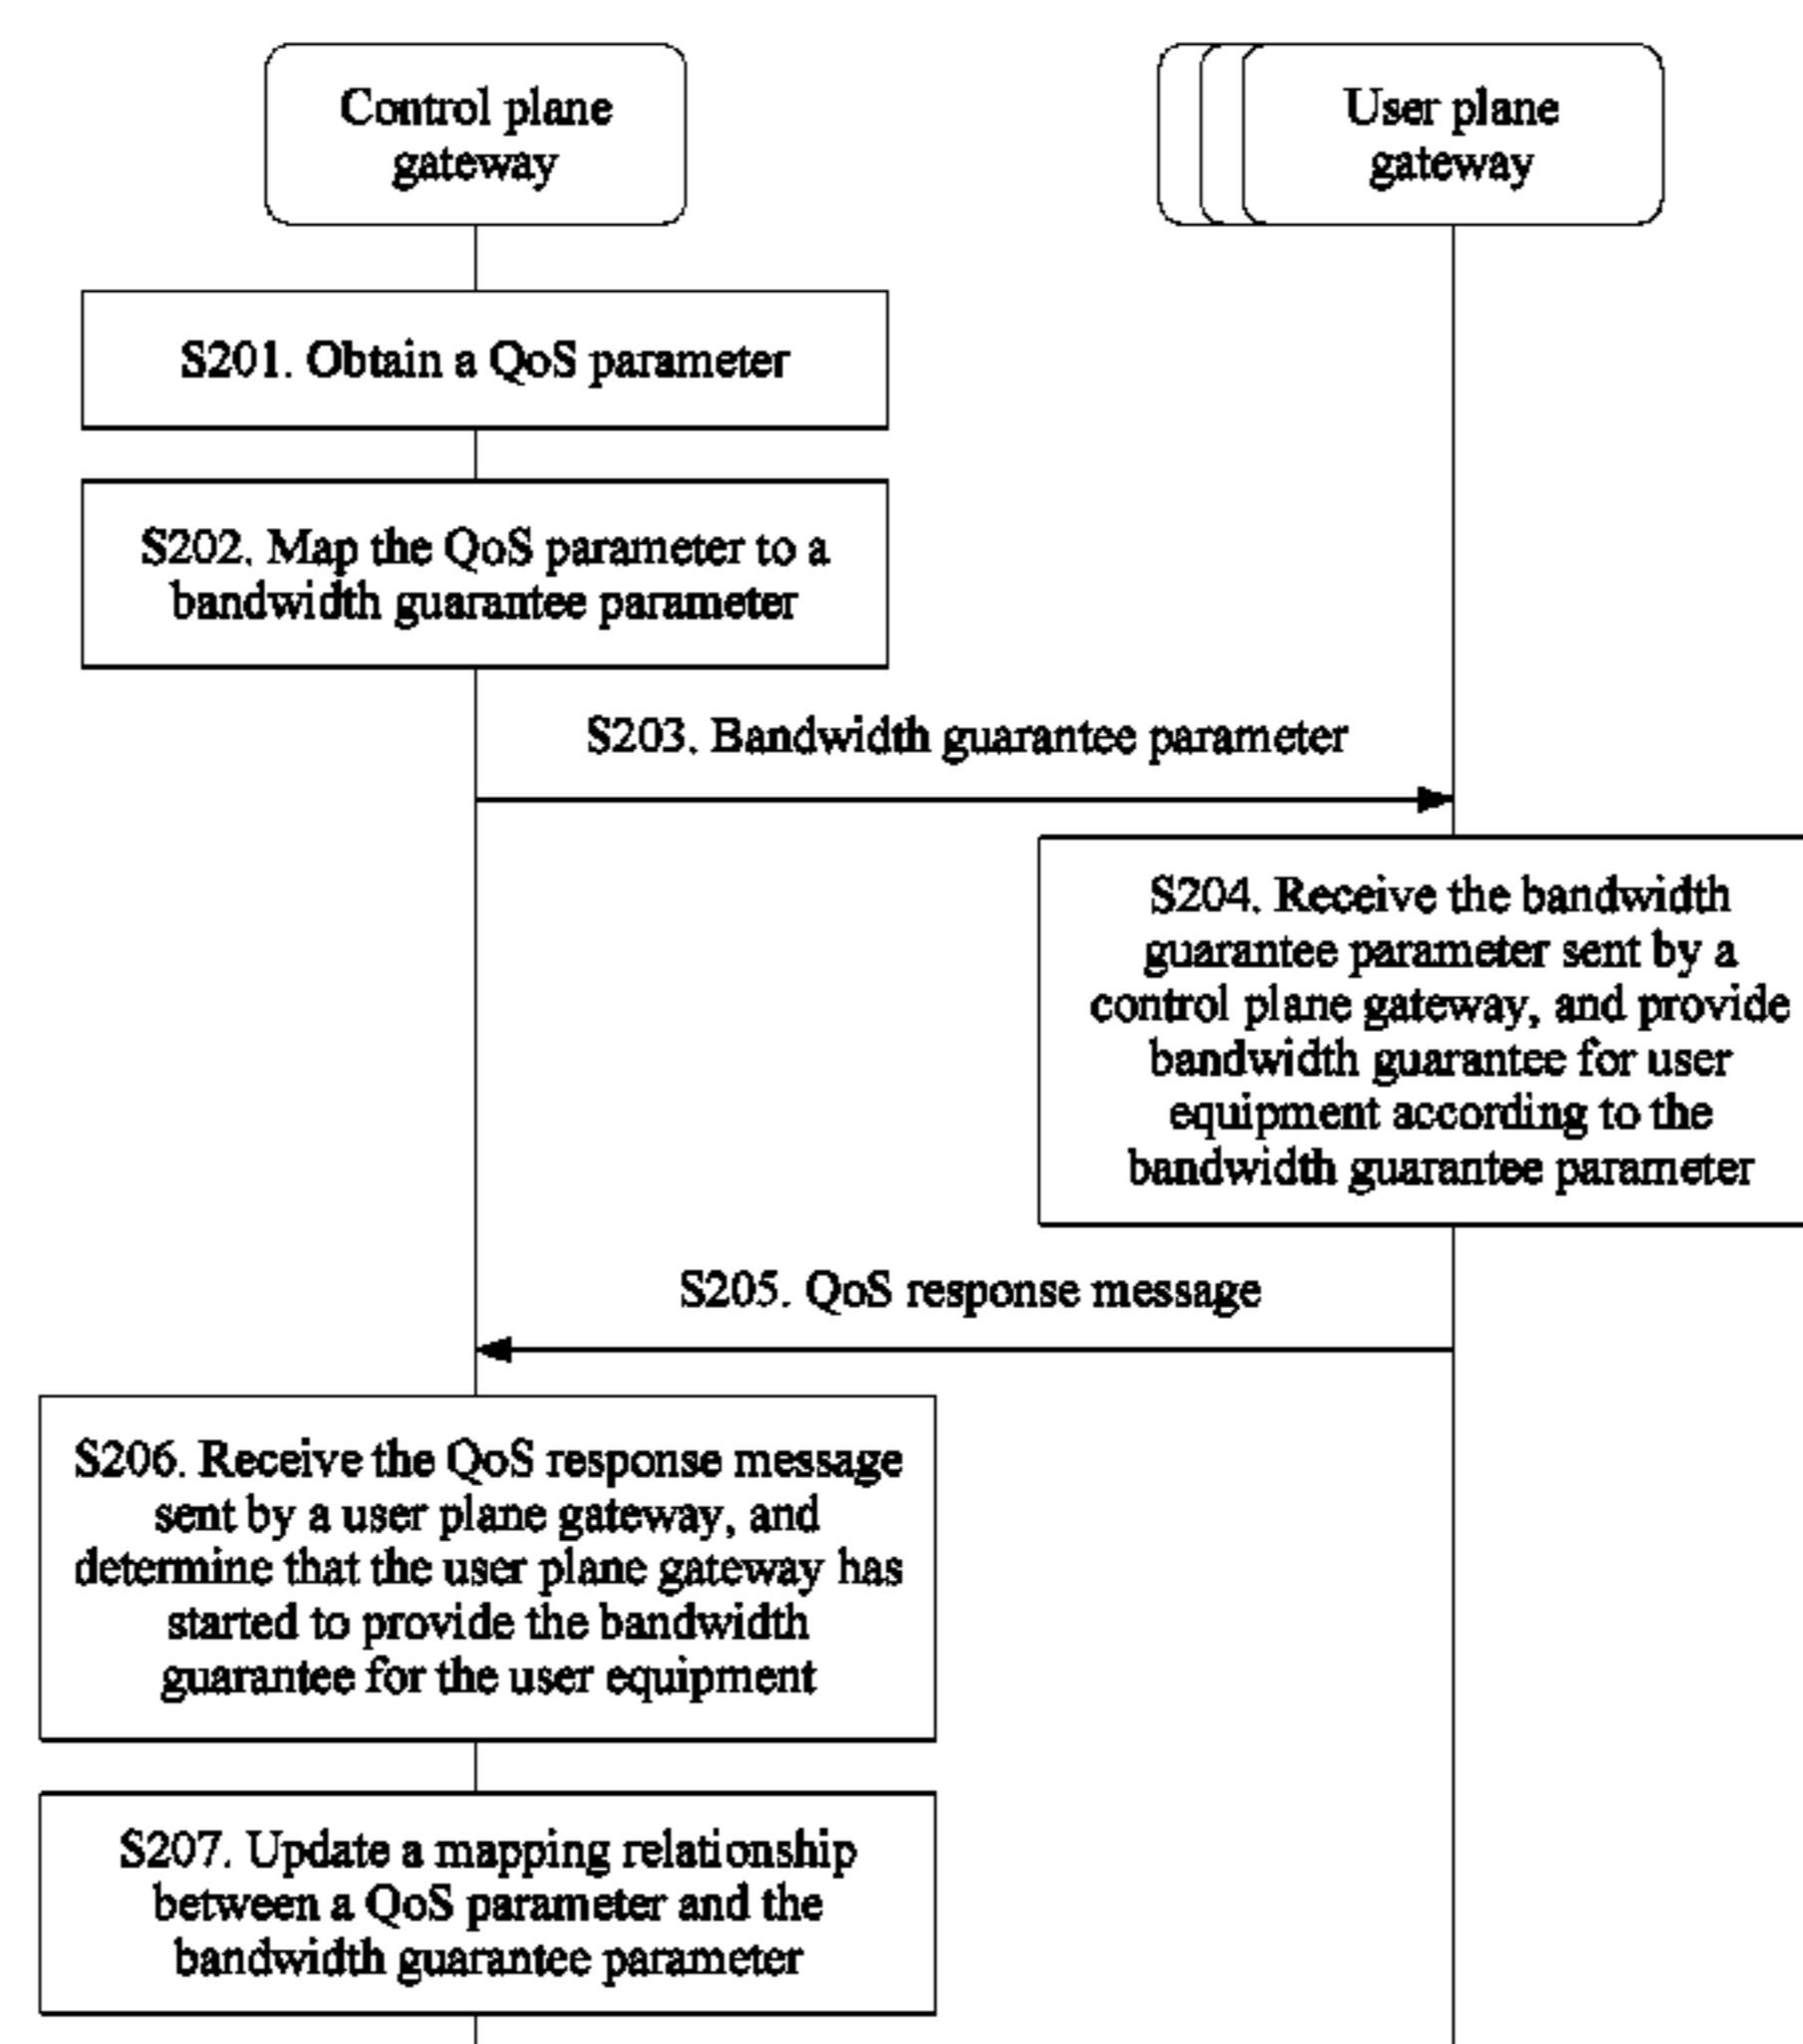 Control plane
gateway
User plane
gateway
S201. Obtain a QoS parameter
S202. Map the QoS parameter to a
bandwidth guarantee parameter
S203. Bandwidth guarantee parameter
S204. Receive the bandwidth
guarantee parameter sent by a
control plane gateway, and provide
bandwidth guarantee for user
equipment according to the
bandwidth guarantee parameter
S205. QoS response message
S206. Receive the QoS response message
sent by a user plane gateway, and
determine that the user plane gateway has
started to provide the bandwidth
guarantee for the user equipment
S207. Update a mapping relationship
between a QoS parameter and the
bandwidth guarantee parameter